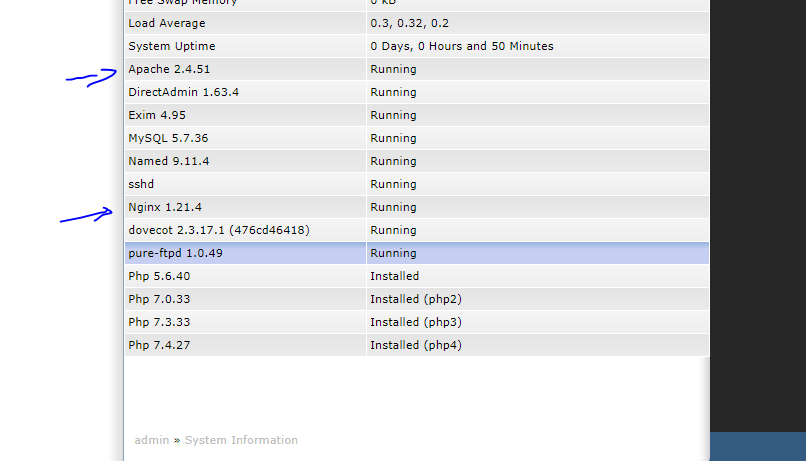 Free Swap Memory 0 kB
Load Average 0.3, 0.32, 0.2
System Uptime 0 Days, 0 Hours and 50 Minutes
Apache 2.4.51 Running
DirectAdmin 1.63.4 Running
Exim 4.95 Running
MySQL 5.7.36 Running
Named 9.11.4 Running
sshd Running
Nginx 1.21.4 Running
dovecot 2.3.17.1 (476cd46418) Running
pure-ftpd 1.0.49 Running
Php 5.6.40 Installed
Php 7.0.33 Installed (php2)
Php 7.3.33 Installed (php3)
Php 7.4.27 Installed (php4)
admin » System Information